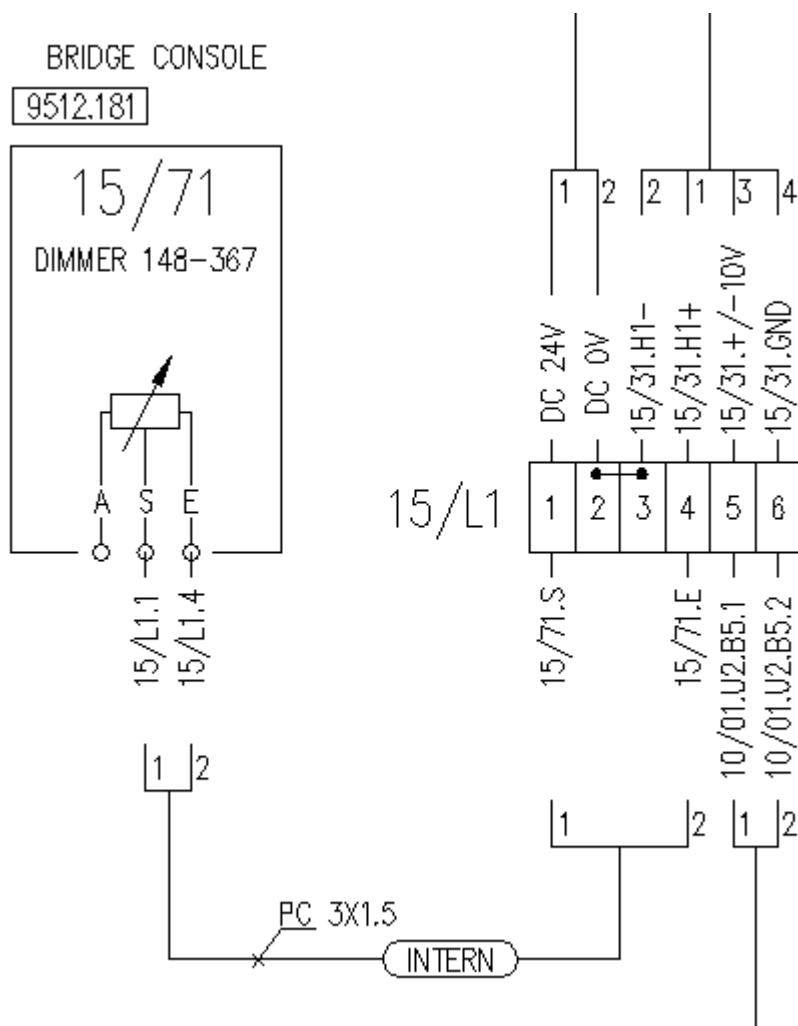 BRIDGE CONSOLE
9512.181
15/71
DIMMER 148-367
A S E
15/L1.1
15/L1.4
1 2
PC 3X1.5
INTERN
1 2 2 1 3 4
DC 24V
DC 0V
15/31.H1-
15/31.H1+
15/31.+/-10V
15/31.GND
15/L1
1 2 3 4 5 6
15/71.S
15/71.E
10/01.U2.B5.1
10/01.U2.B5.2
1 2 1 2